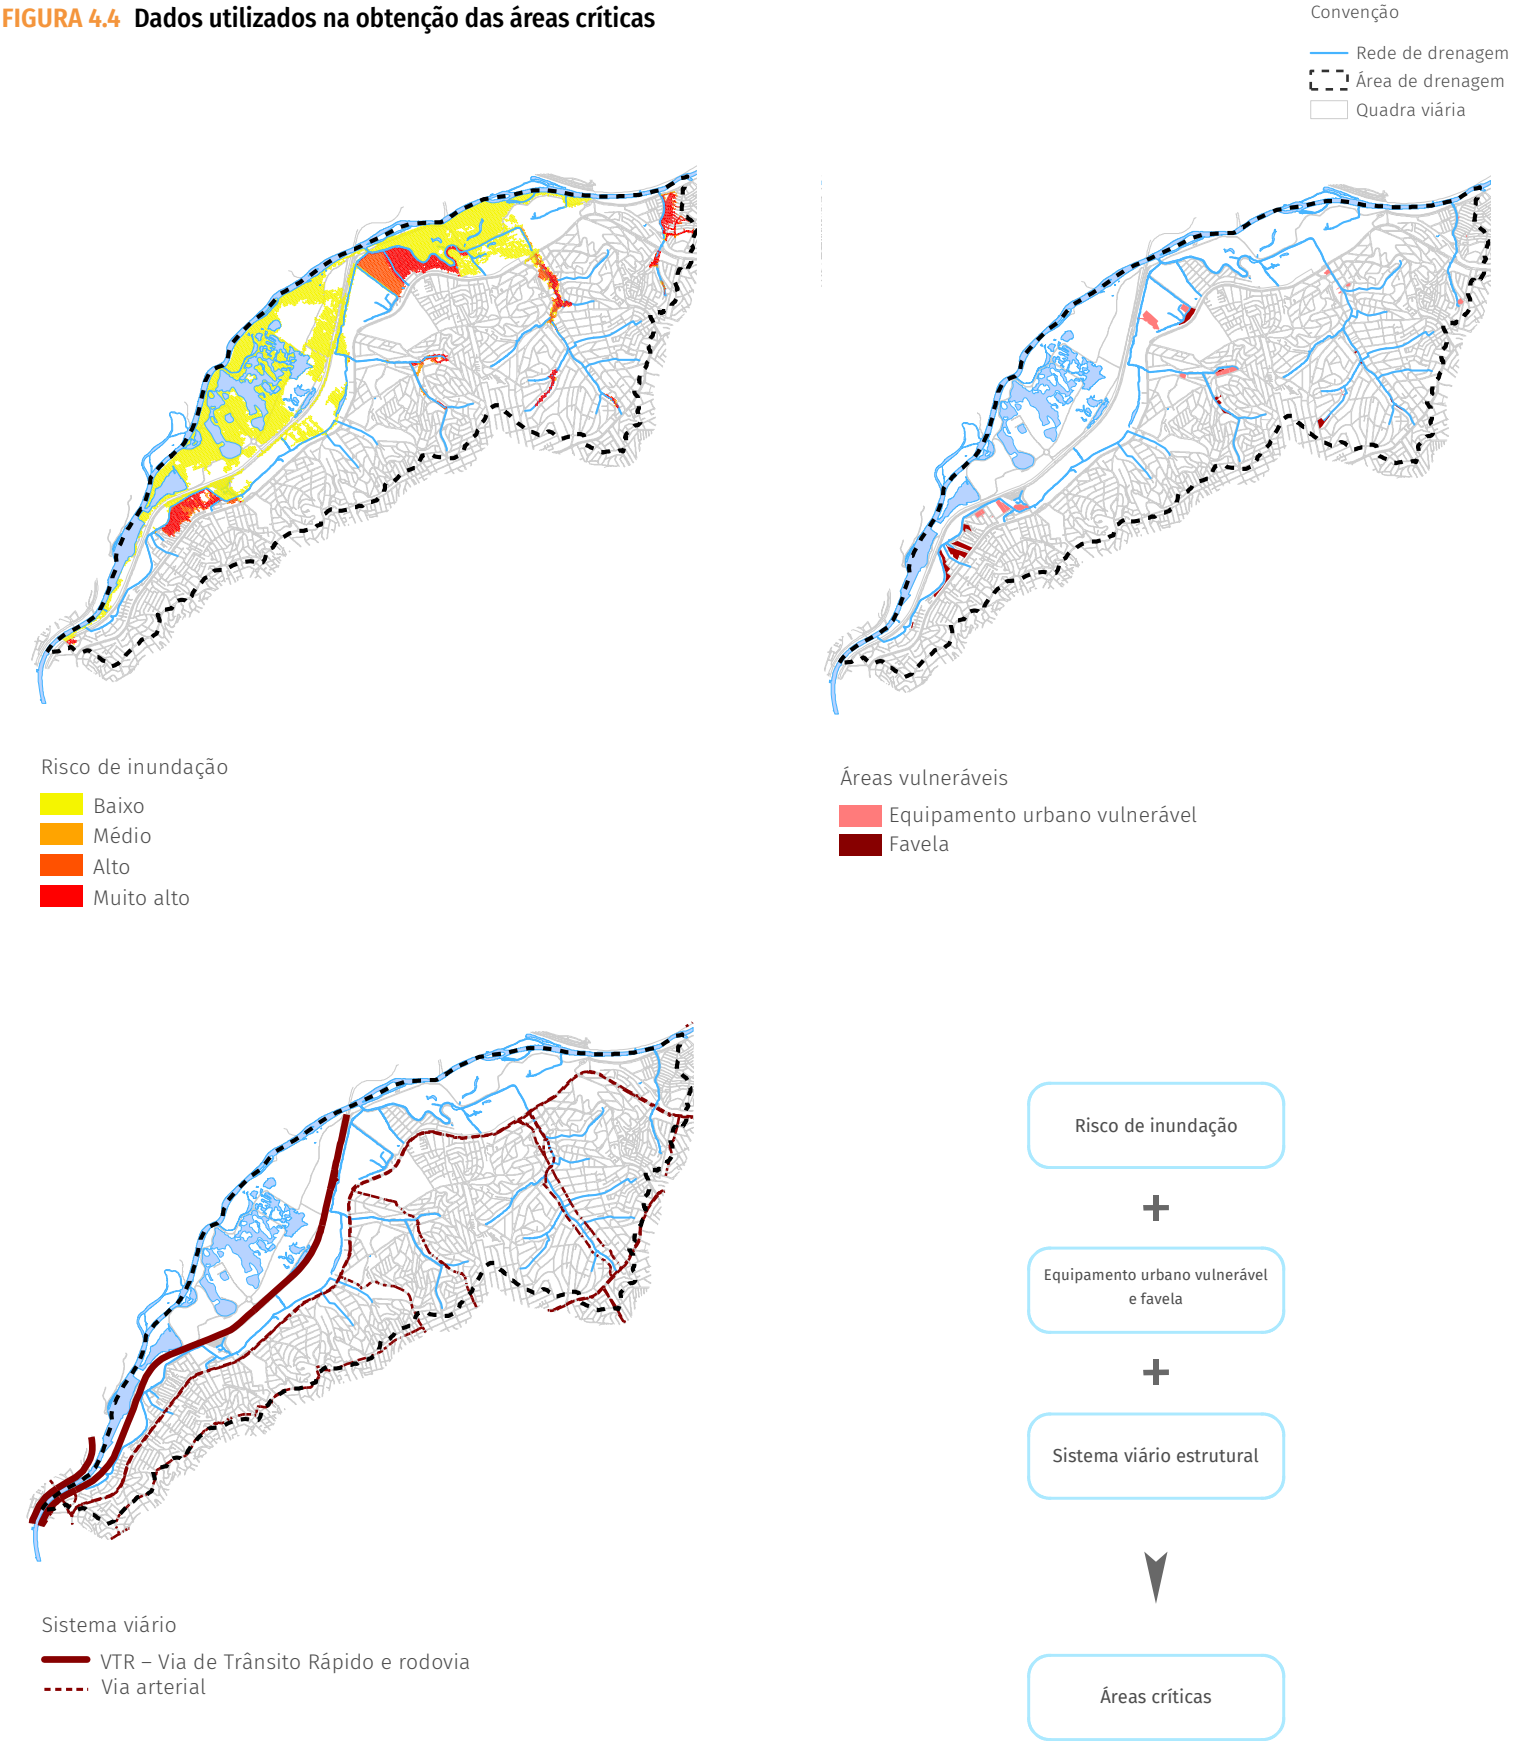 FIGURA 4.4 Dados utilizados na obtenção das áreas críticas
Convenção
Rede de drenagem
Área de drenagem
Quadra viária
Risco de inundação
Baixo
Médio
Alto
Muito alto
Áreas vulneráveis
Equipamento urbano vulnerável
Favela
Sistema viário
VTR – Via de Trânsito Rápido e rodovia
Via arterial
Risco de inundação
+
Equipamento urbano vulnerável
e favela
+
Sistema viário estrutural
Áreas críticas